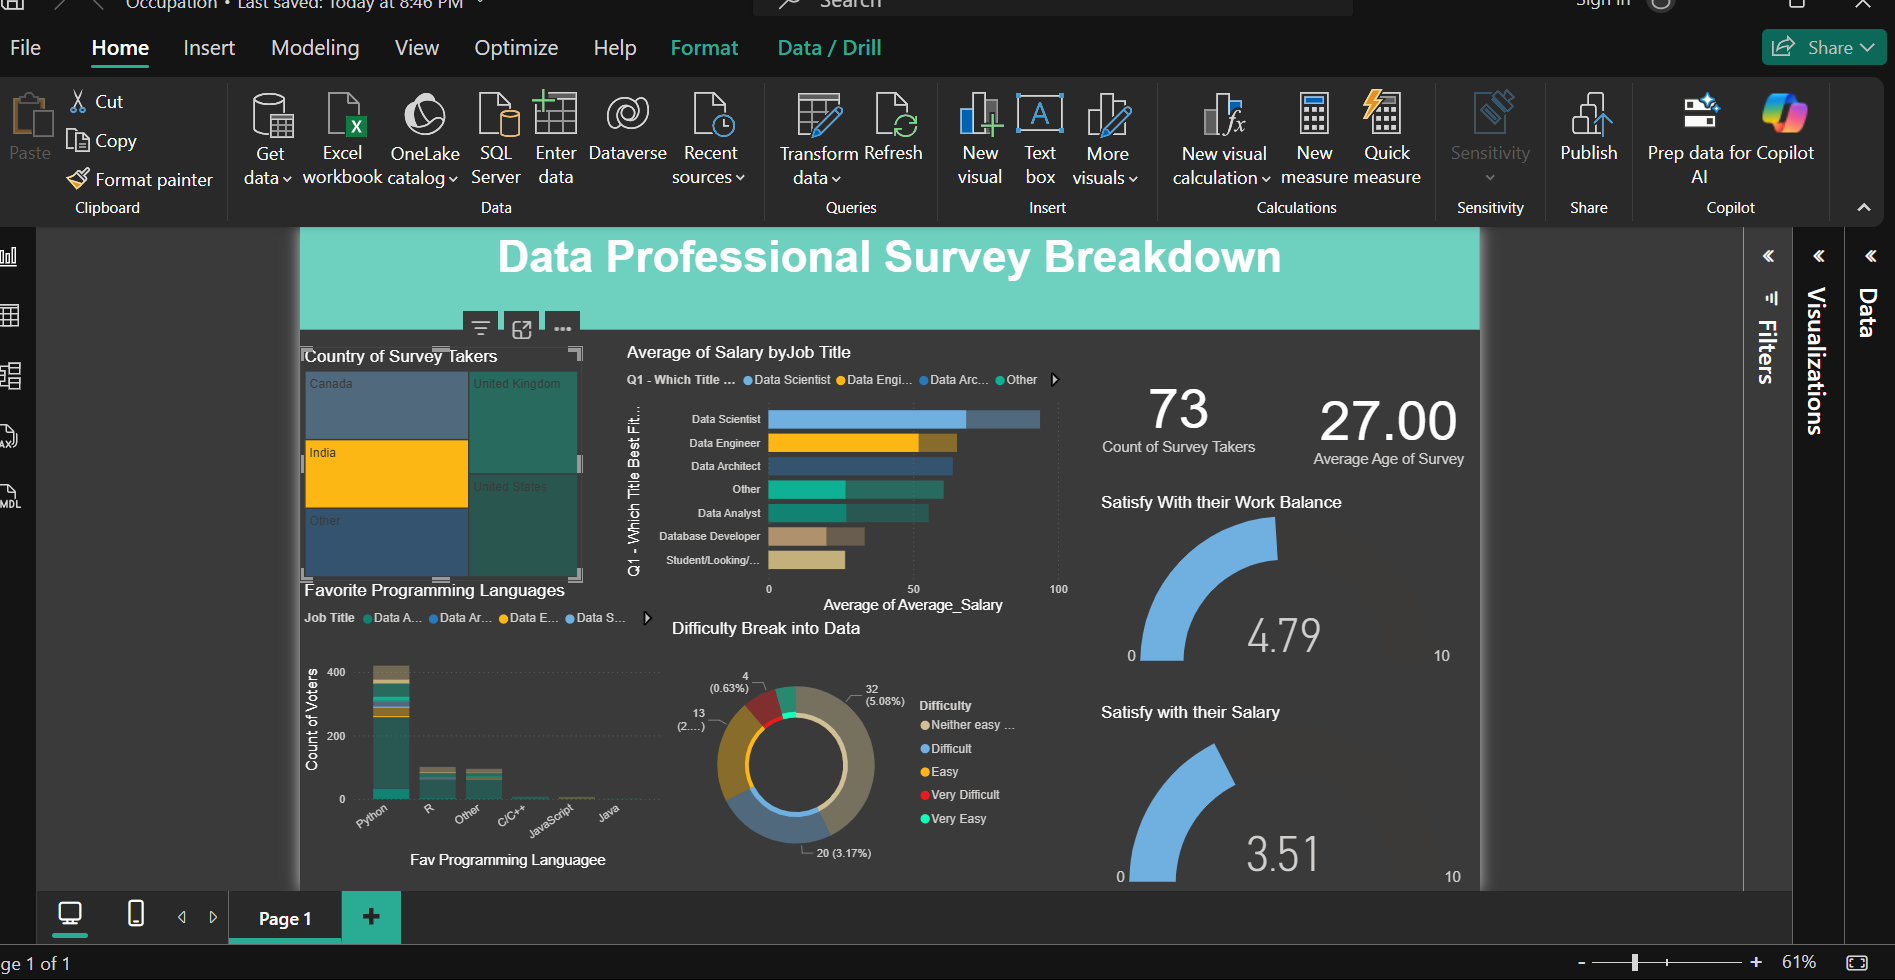 Occupation • Last saved: Today at 8:46 PM
Search
Sign in
File Home Insert Modeling View Optimize Help Format Data / Drill
Share
Paste
Cut
Copy
Format painter
Clipboard
Get data
Excel workbook
OneLake catalog
SQL Server
Enter data
Dataverse
Recent sources
Data
Transform data
Refresh
Queries
New visual
Text box
More visuals
Insert
New visual calculation
New measure
Quick measure
Calculations
Sensitivity
Sensitivity
Publish
Share
Prep data for AI
Copilot
Copilot
Data Professional Survey Breakdown
Country of Survey Takers
Canada
United Kingdom
India
United States
Other
Average of Salary byJob Title
Q1 - Which Title ... Data Scientist Data Engi... Data Arc... Other
Q1 - Which Title Best Fit...
Data Scientist
Data Engineer
Data Architect
Other
Data Analyst
Database Developer
Student/Looking/...
0 50 100
Average of Average_Salary
73
Count of Survey Takers
27.00
Average Age of Survey
Satisfy With their Work Balance
4.79
0 10
Favorite Programming Languages
Job Title Data A... Data Ar... Data E... Data S...
Count of Voters
400
200
0
Python R Other C/C++ JavaScript Java
Fav Programming Languagee
Difficulty Break into Data
4
(0.63%)
32
(5.08%)
13
(2....)
20 (3.17%)
Difficulty
Neither easy ...
Difficult
Easy
Very Difficult
Very Easy
Satisfy with their Salary
3.51
0 10
Filters
Visualizations
Data
AX
MDL
Page 1
+
ge 1 of 1
- + 61%